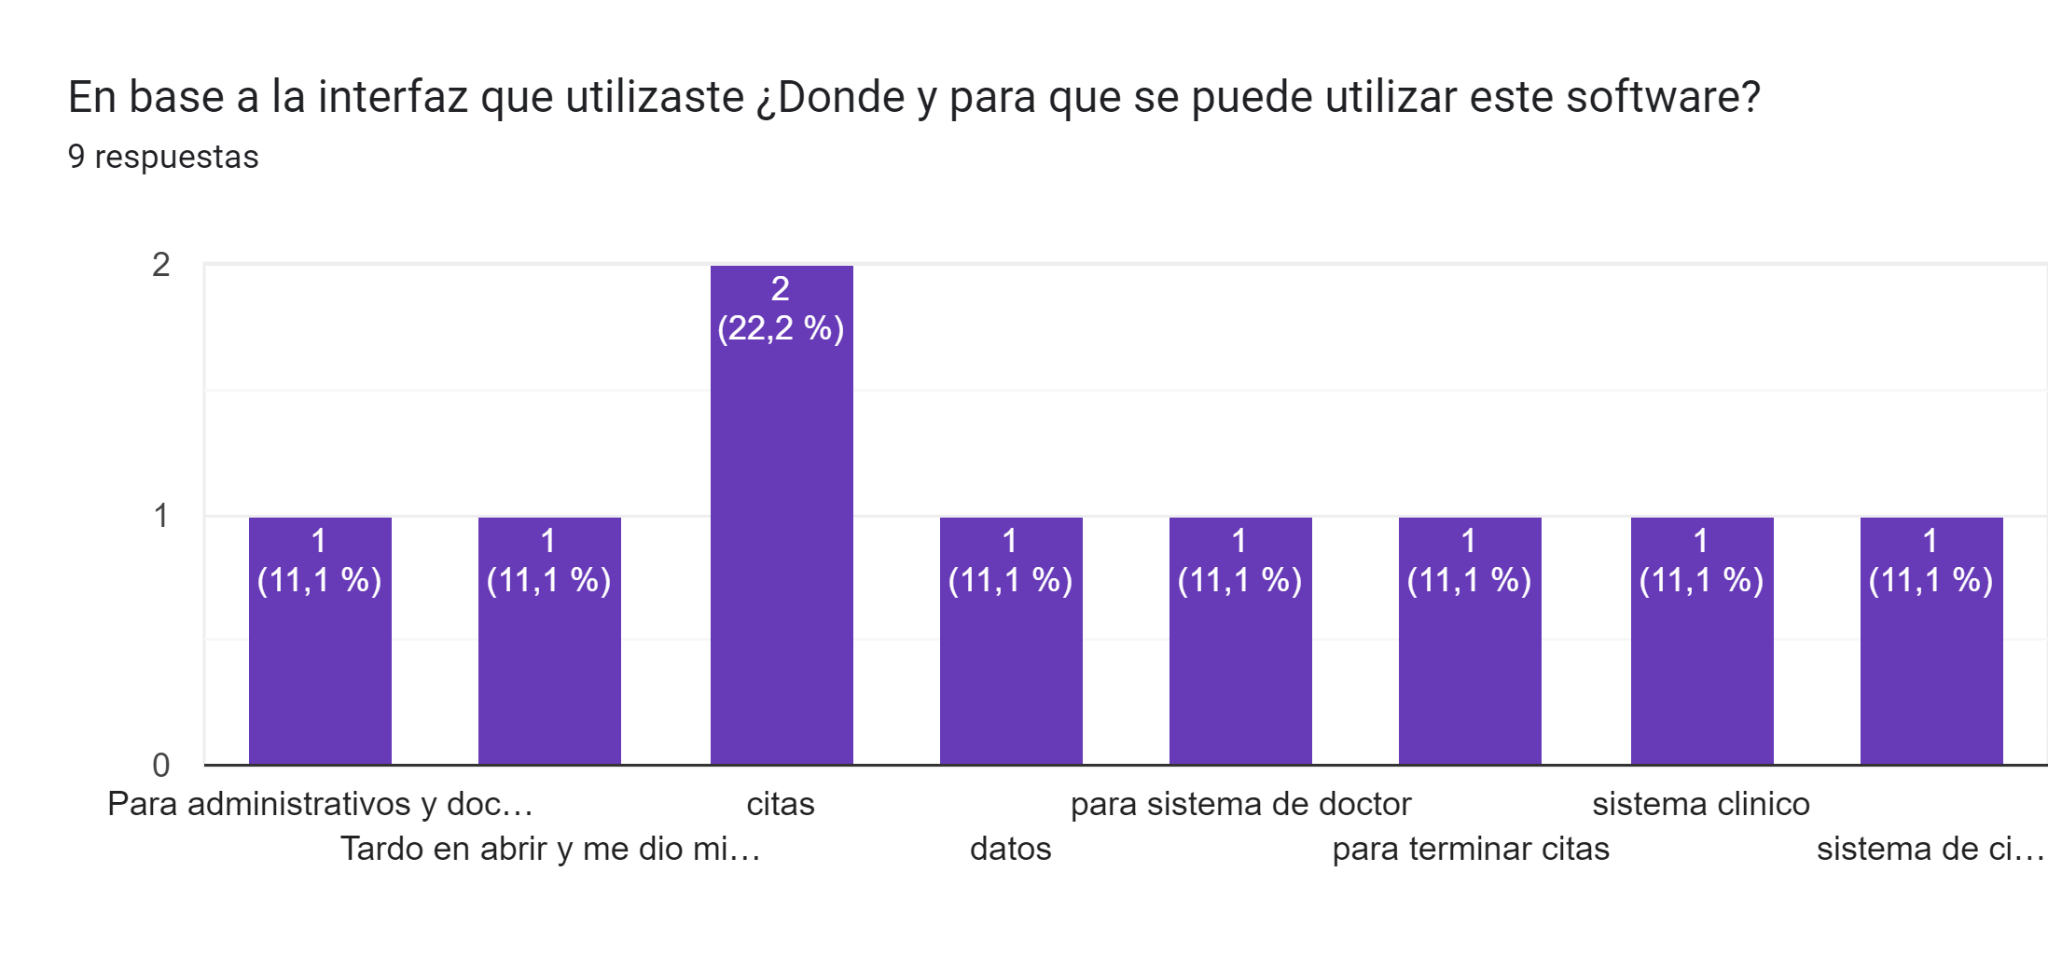 En base a la interfaz que utilizaste ¿Donde y para que se puede utilizar este software?
9 respuestas
2
1
0
1
(11,1 %)
1
(11,1 %)
2
(22,2 %)
1
(11,1 %)
1
(11,1 %)
1
(11,1 %)
1
(11,1 %)
1
(11,1 %)
Para administrativos y doc…
Tardo en abrir y me dio mi…
citas
datos
para sistema de doctor
para terminar citas
sistema clinico
sistema de ci…